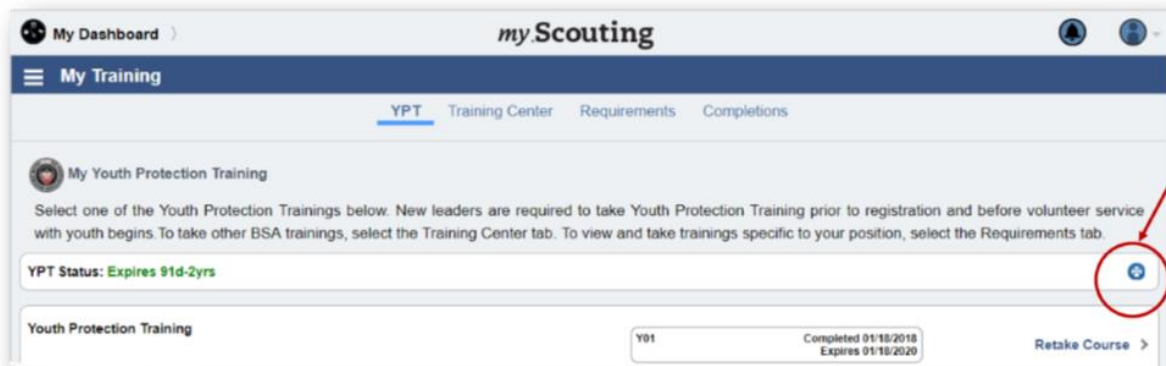 My Dashboard
my.Scouting
My Training
YPT Training Center Requirements Completions
My Youth Protection Training
Select one of the Youth Protection Trainings below. New leaders are required to take Youth Protection Training prior to registration and before volunteer service
with youth begins.To take other BSA trainings, select the Training Center tab. To view and take trainings specific to your position, select the Requirements tab.
YPT Status: Expires 91d-2yrs
Youth Protection Training
Y01 Completed 01/18/2018
Expires 01/18/2020
Retake Course